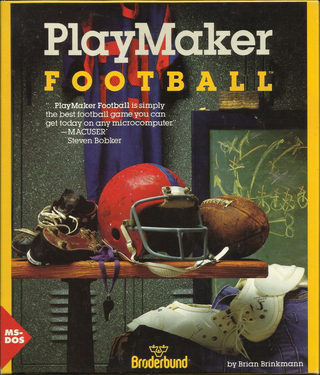 PlayMaker
FOOTBALL™
"...PlayMaker Football is simply
the best football game you can
get today on any microcomputer."
—MACUSER
Steven Bobker
MS-
DOS
Brøderbund®
by Brian Brinkmann